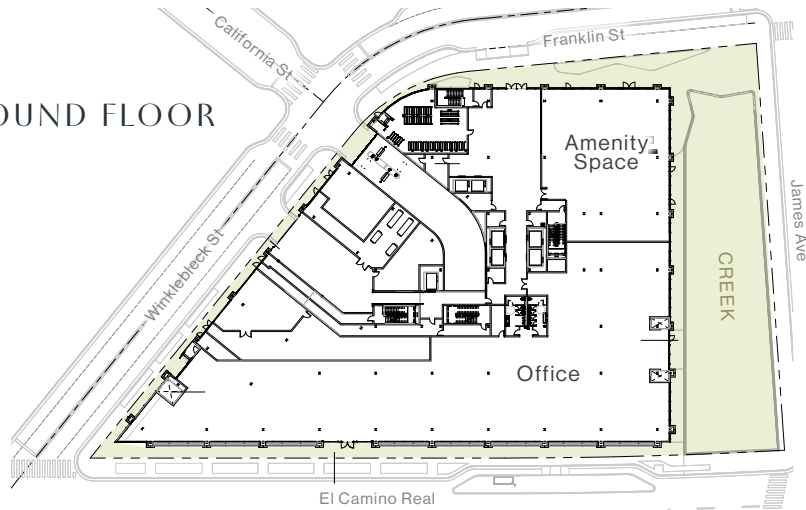 California St
Franklin St
OUND FLOOR
Amenity
Space
James Ave
Winklebleck St
CREEK
Office
El Camino Real